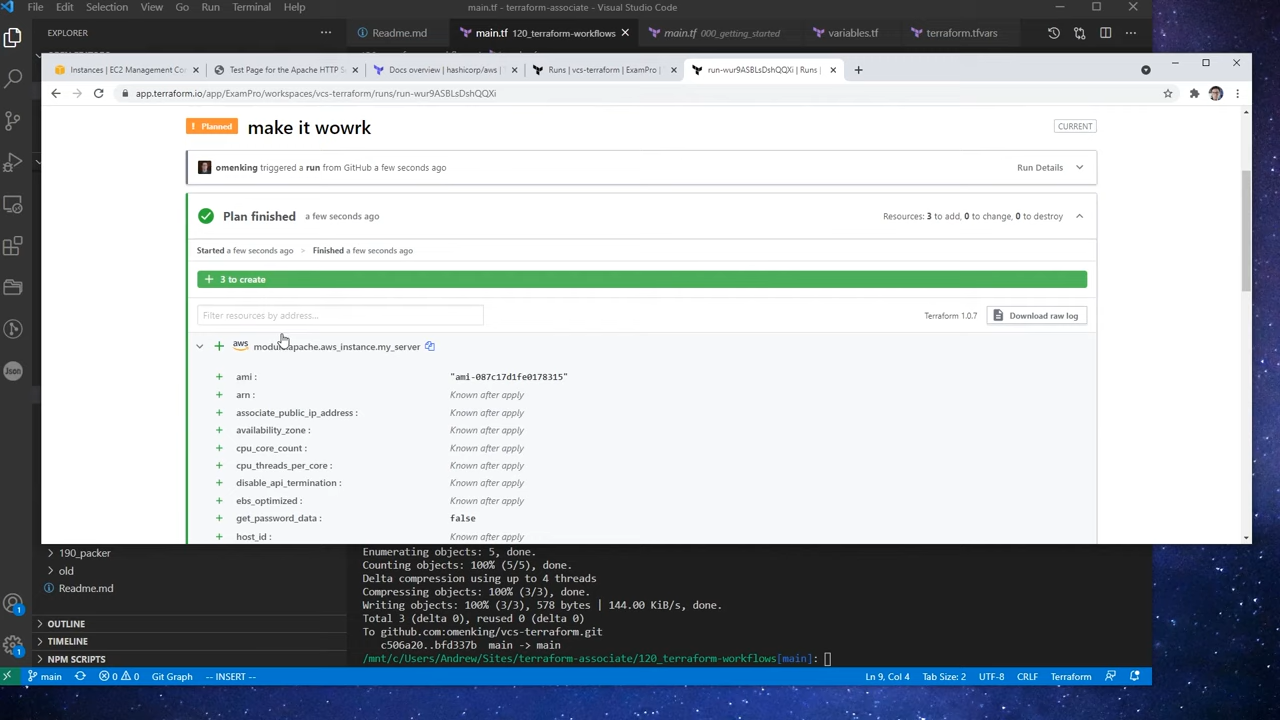 File Edit Selection View Go Run Terminal Help
main.tf - terraform-associate - Visual Studio Code
EXPLORER
Readme.md
main.tf 120_terraform-workflows
main.tf 000_getting_started
variables.tf
terraform.tfvars
Instances | EC2 Management Co
Test Page for the Apache HTTP S
Docs overview | hashicorp/aws |
Runs | vcs-terraform | ExamPro |
run-wur9ASBLsDshQQXi | Runs |
app.terraform.io/app/ExamPro/workspaces/vcs-terraform/runs/run-wur9ASBLsDshQQXi
! Planned
make it wowrk
CURRENT
omenking triggered a run from GitHub a few seconds ago
Run Details
Plan finished a few seconds ago
Resources: 3 to add, 0 to change, 0 to destroy
Started a few seconds ago > Finished a few seconds ago
+ 3 to create
Filter resources by address...
Terraform 1.0.7
Download raw log
+ aws apache.aws_instance.my_server
+ ami : "ami-087c17d1fe0178315"
+ arn : Known after apply
+ associate_public_ip_address : Known after apply
+ availability_zone : Known after apply
+ cpu_core_count : Known after apply
+ cpu_threads_per_core : Known after apply
+ disable_api_termination : Known after apply
+ ebs_optimized : Known after apply
+ get_password_data : false
+ host_id : Known after apply
Json
190_packer
old
Readme.md
OUTLINE
TIMELINE
NPM SCRIPTS
Enumerating objects: 5, done.
Counting objects: 100% (5/5), done.
Delta compression using up to 4 threads
Compressing objects: 100% (3/3), done.
Writing objects: 100% (3/3), 578 bytes | 144.00 KiB/s, done.
Total 3 (delta 0), reused 0 (delta 0)
To github.com:omenking/vcs-terraform.git
c506a20..bfd337b main -> main
/mnt/c/Users/Andrew/Sites/terraform-associate/120_terraform-workflows[main]:
main
0 0
Git Graph
-- INSERT --
Ln 9, Col 4
Tab Size: 2
UTF-8
CRLF
Terraform
1
1